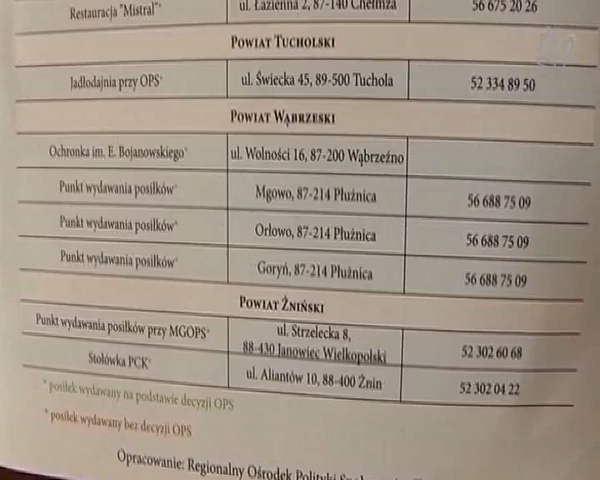 Restauracja "Mistral"* ul. Łazienna 2, 87-140 Chełmża 56 675 20 26
POWIAT TUCHOLSKI
Jadłodajnia przy OPS* ul. Świecka 45, 89-500 Tuchola 52 334 89 50
POWIAT WĄBRZESKI
Ochronka im. E. Bojanowskiego* ul. Wolności 16, 87-200 Wąbrzeźno
Punkt wydawania posiłków* Mgowo, 87-214 Płużnica 56 688 75 09
Punkt wydawania posiłków* Orłowo, 87-214 Płużnica 56 688 75 09
Punkt wydawania posiłków* Goryń, 87-214 Płużnica 56 688 75 09
POWIAT ŻNIŃSKI
Punkt wydawania posiłków przy MGOPS* ul. Strzelecka 8,
88-430 Janowiec Wielkopolski 52 302 60 68
Stołówka PCK* ul. Aliantów 10, 88-400 Żnin 52 302 04 22
* posiłek wydawany na podstawie decyzji OPS
* posiłek wydawany bez decyzji OPS
Opracowanie: Regionalny Ośrodek Polityki